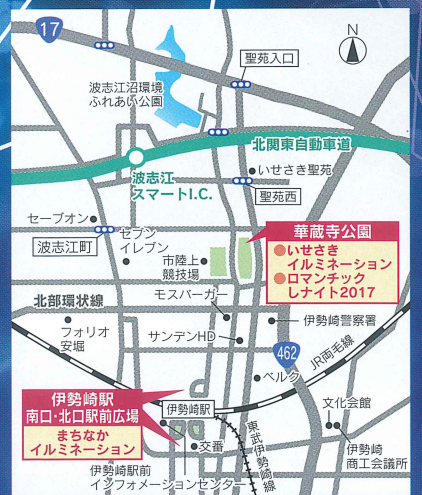 17
N
聖苑入口
波志江沼環境
ふれあい公園
北関東自動車道
波志江
スマートI.C.
いせさき聖苑
聖苑西
セーブオン
波志江町
セブン
イレブン
市陸上
競技場
華蔵寺公園
●いせさき
イルミネーション
●ロマンチック
しナイト2017
北部環状線
モスバーガー
フォリオ
安堀
サンデンHD
伊勢崎警察署
462
JR両毛線
ベルク
伊勢崎駅
南口・北口駅前広場
まちなか
イルミネーション
伊勢崎駅
文化会館
交番
東武伊勢崎線
伊勢崎
商工会議所
伊勢崎駅前
インフォメーションセンター